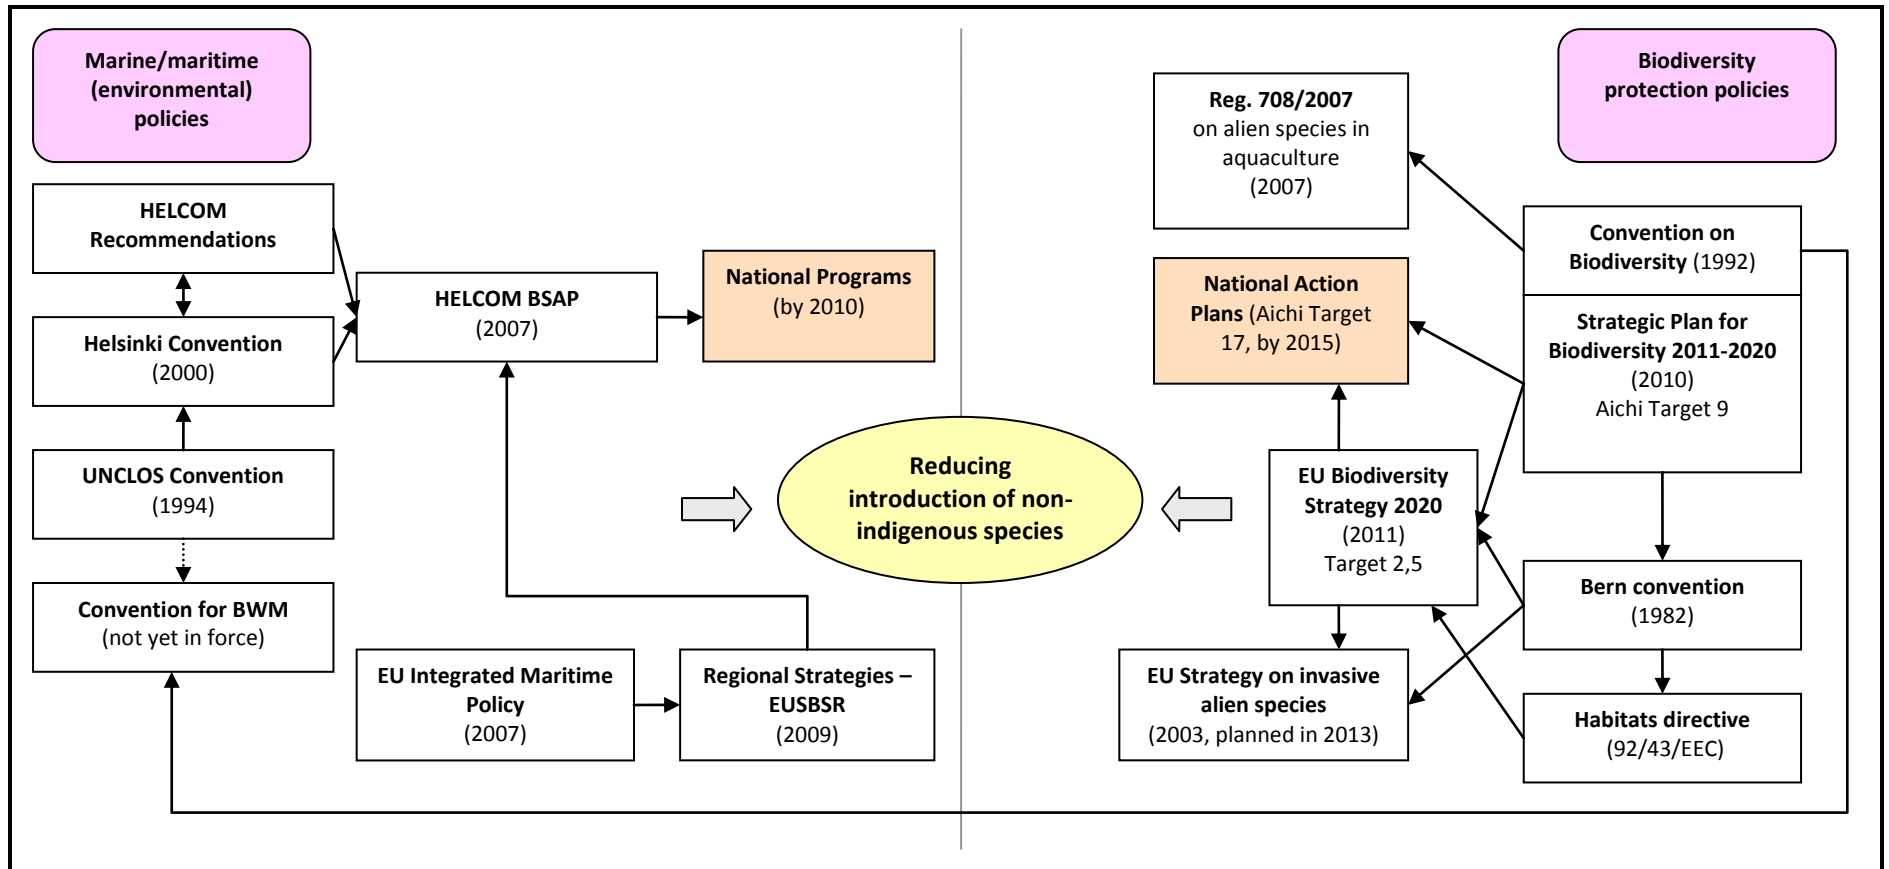 Marine/maritime
(environmental)
policies
HELCOM
Recommendations
Helsinki Convention
(2000)
UNCLOS Convention
(1994)
Convention for BWM
(not yet in force)
HELCOM BSAP
(2007)
National Programs
(by 2010)
EU Integrated Maritime
Policy
(2007)
Regional Strategies –
EUSBSR
(2009)
Reducing
introduction of non-
indigenous species
Biodiversity
protection policies
Reg. 708/2007
on alien species in
aquaculture
(2007)
National Action
Plans (Aichi Target
17, by 2015)
Convention on
Biodiversity (1992)
Strategic Plan for
Biodiversity 2011-2020
(2010)
Aichi Target 9
EU Biodiversity
Strategy 2020
(2011)
Target 2,5
Bern convention
(1982)
EU Strategy on invasive
alien species
(2003, planned in 2013)
Habitats directive
(92/43/EEC)